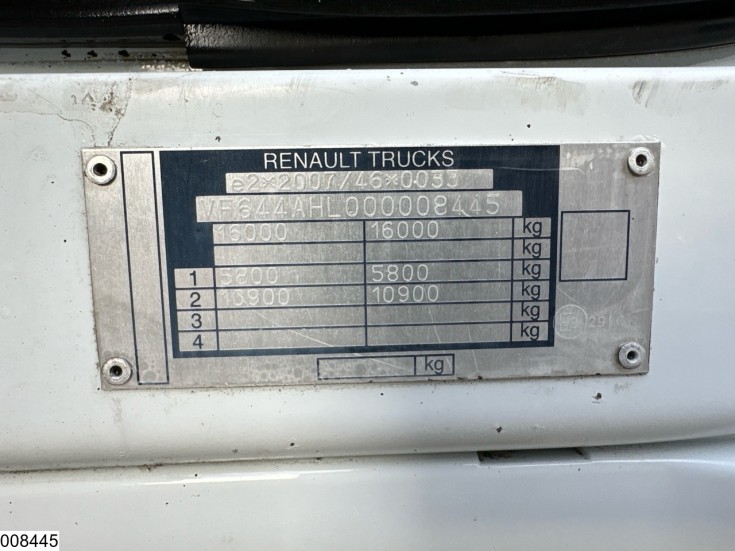 RENAULT TRUCKS
e2*2007/46*0033
VF644AHL000008445
16000 16000 kg
kg
1 5800 5800 kg
2 10900 10900 kg
3 kg
4 kg
kg
008445